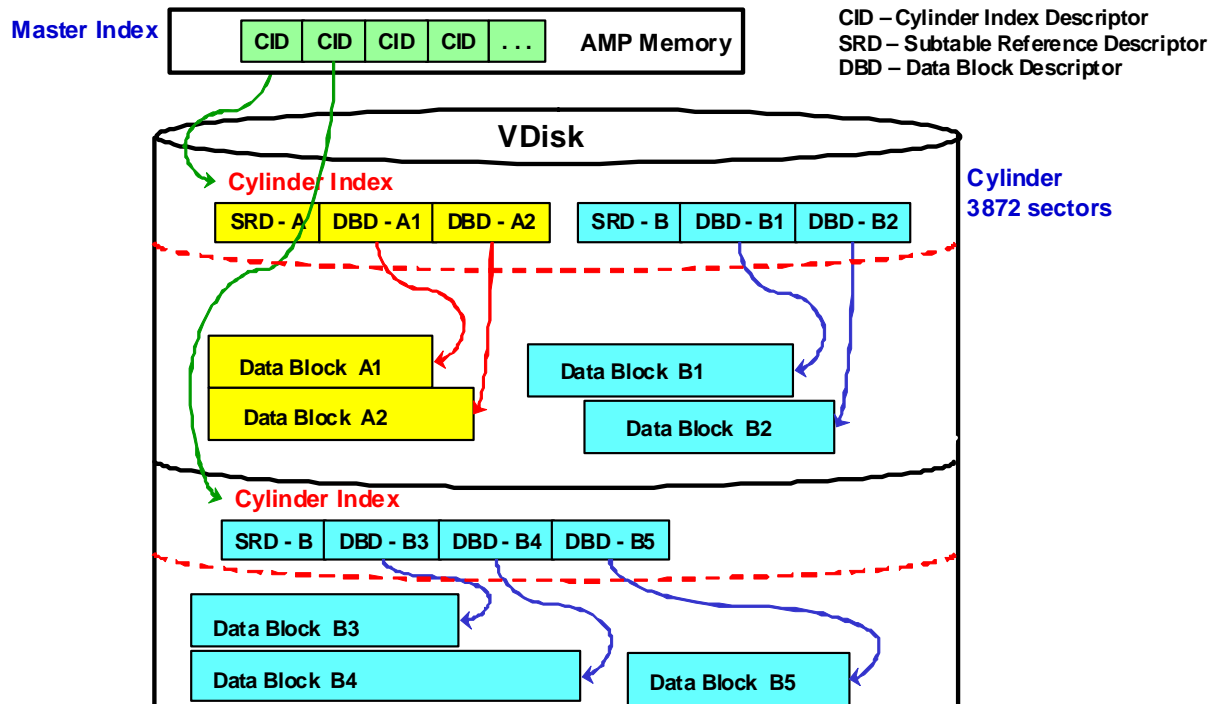 Master Index
CID CID CID CID . . .
AMP Memory
CID – Cylinder Index Descriptor
SRD – Subtable Reference Descriptor
DBD – Data Block Descriptor
VDisk
Cylinder
3872 sectors
Cylinder Index
SRD - A DBD - A1 DBD - A2
SRD - B DBD - B1 DBD - B2
Data Block A1
Data Block A2
Data Block B1
Data Block B2
Cylinder Index
SRD - B DBD - B3 DBD - B4 DBD - B5
Data Block B3
Data Block B4
Data Block B5